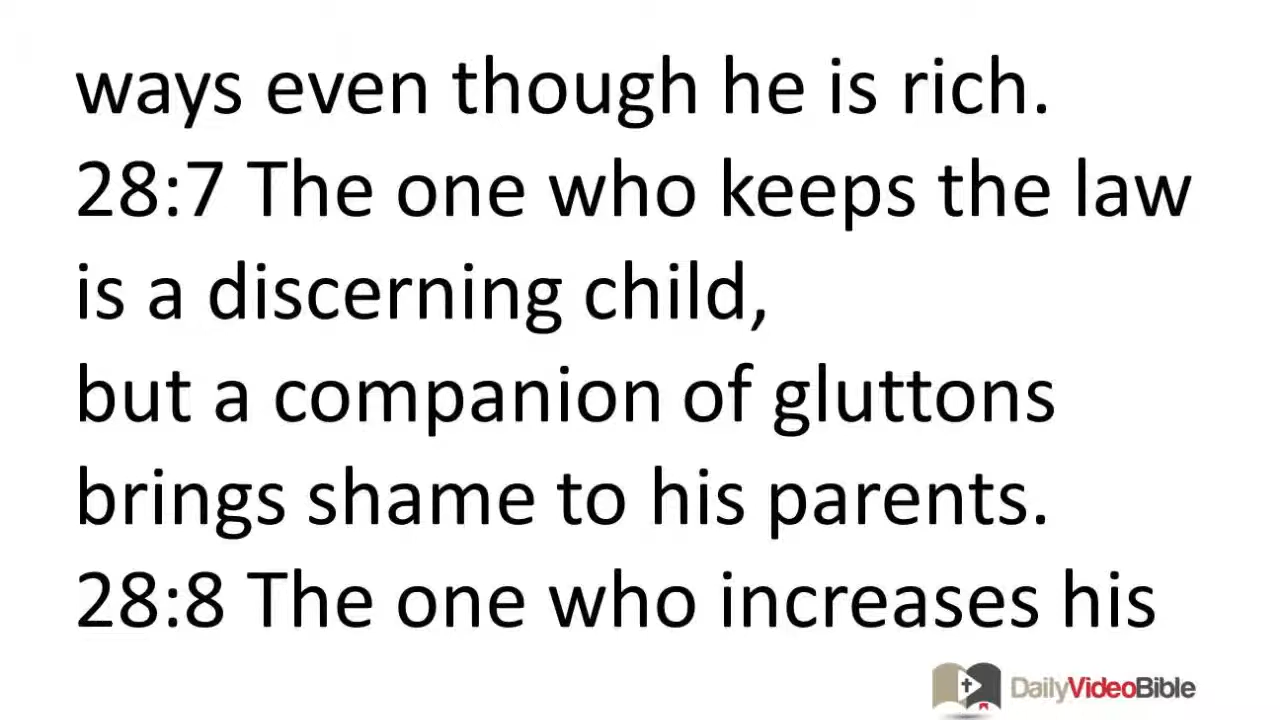 ways even though he is rich.
28:7 The one who keeps the law
is a discerning child,
but a companion of gluttons
brings shame to his parents.
28:8 The one who increases his
DailyVideoBible